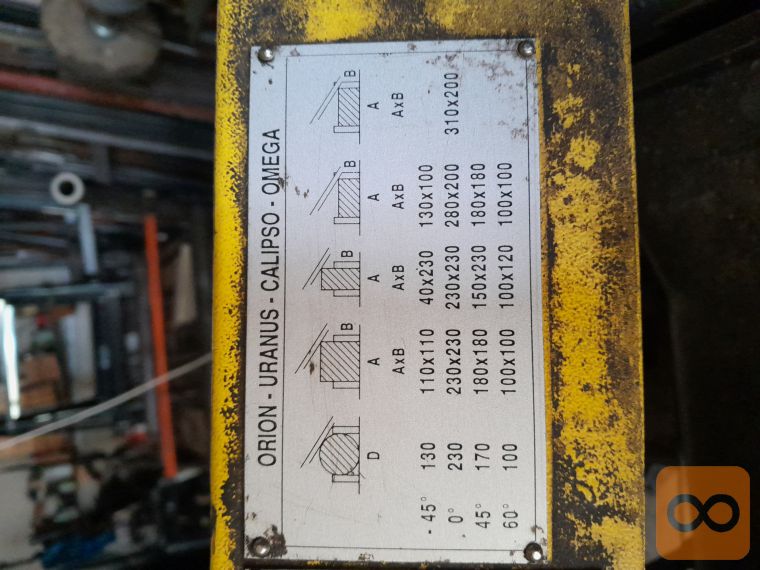 ORION - URANUS - CALIPSO - OMEGA
B B B B
D A A A A
AxB AxB AxB AxB
- 45° 130 110x110 40x230 130x100
0° 230 230x230 230x230 280x200 310x200
45° 170 180x180 150x230 180x180
60° 100 100x100 100x120 100x100